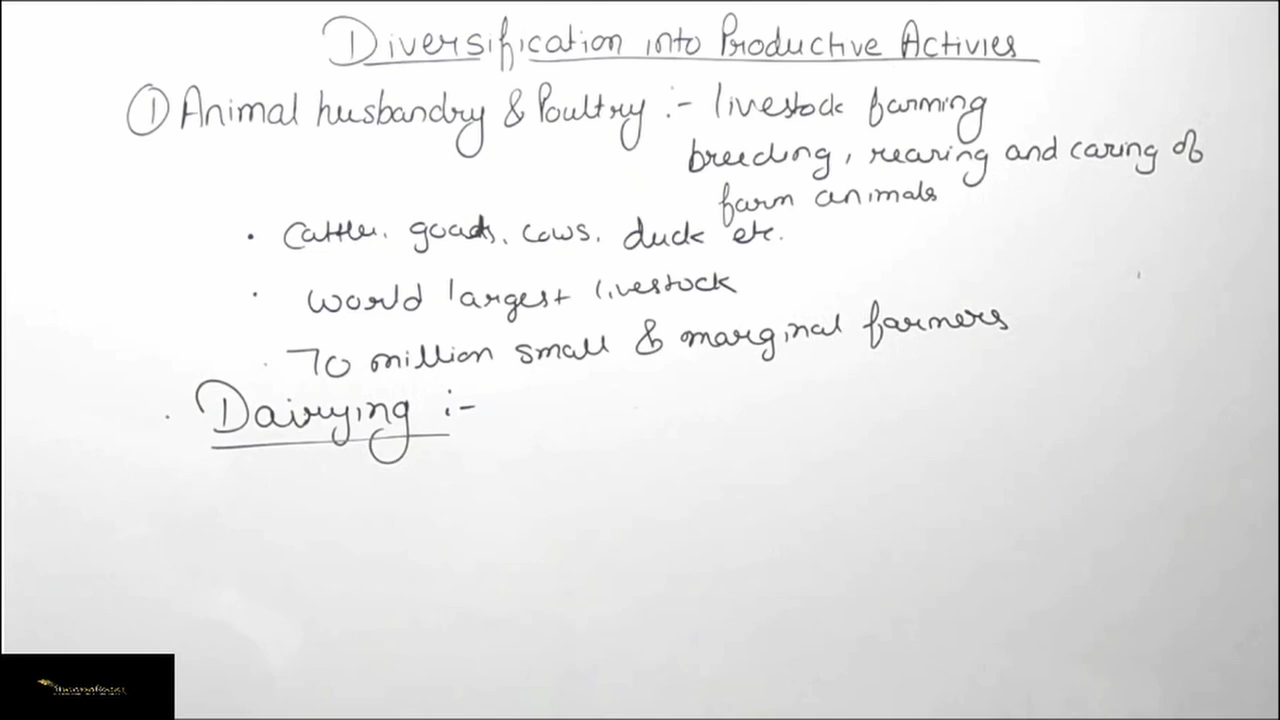 Diversification into Productive Activies
① Animal husbandry & Poultry :- livestock farming
breeding, rearing and caring of
farm animals
• Cattle, goads, cows, duck etc.
• World largest livestock
• 70 million small & marginal farmers
• Dairying :-